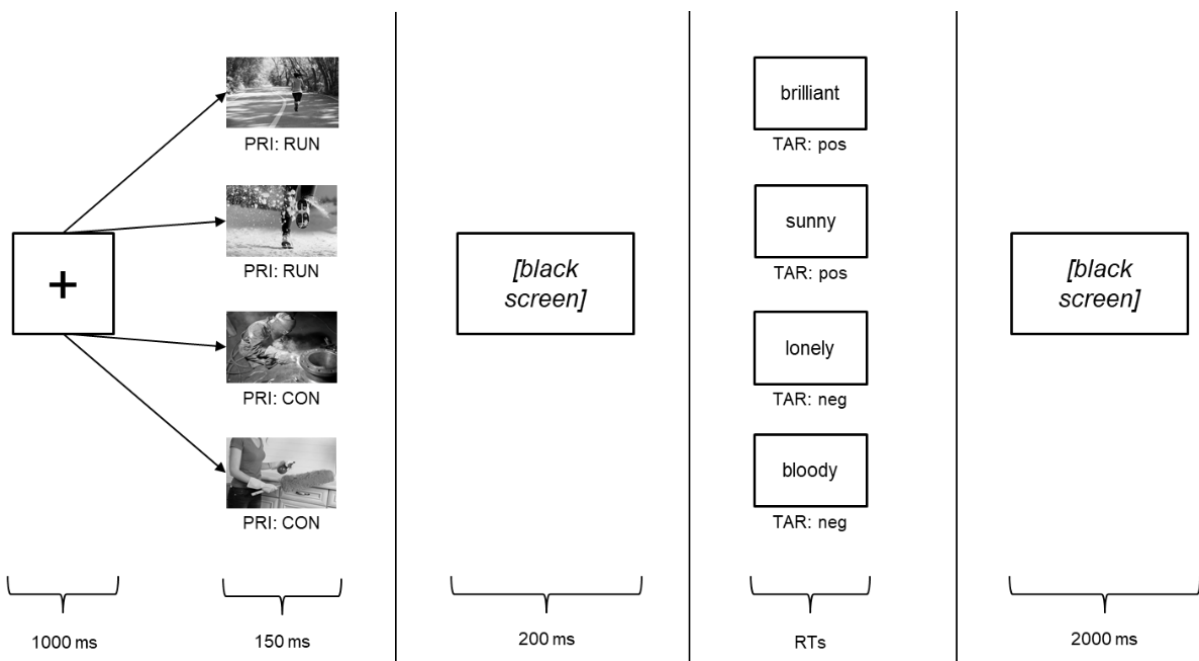 +
PRI: RUN
PRI: RUN
PRI: CON
PRI: CON
[black
screen]
brilliant
TAR: pos
sunny
TAR: pos
lonely
TAR: neg
bloody
TAR: neg
[black
screen]
1000 ms
150 ms
200 ms
RTs
2000 ms